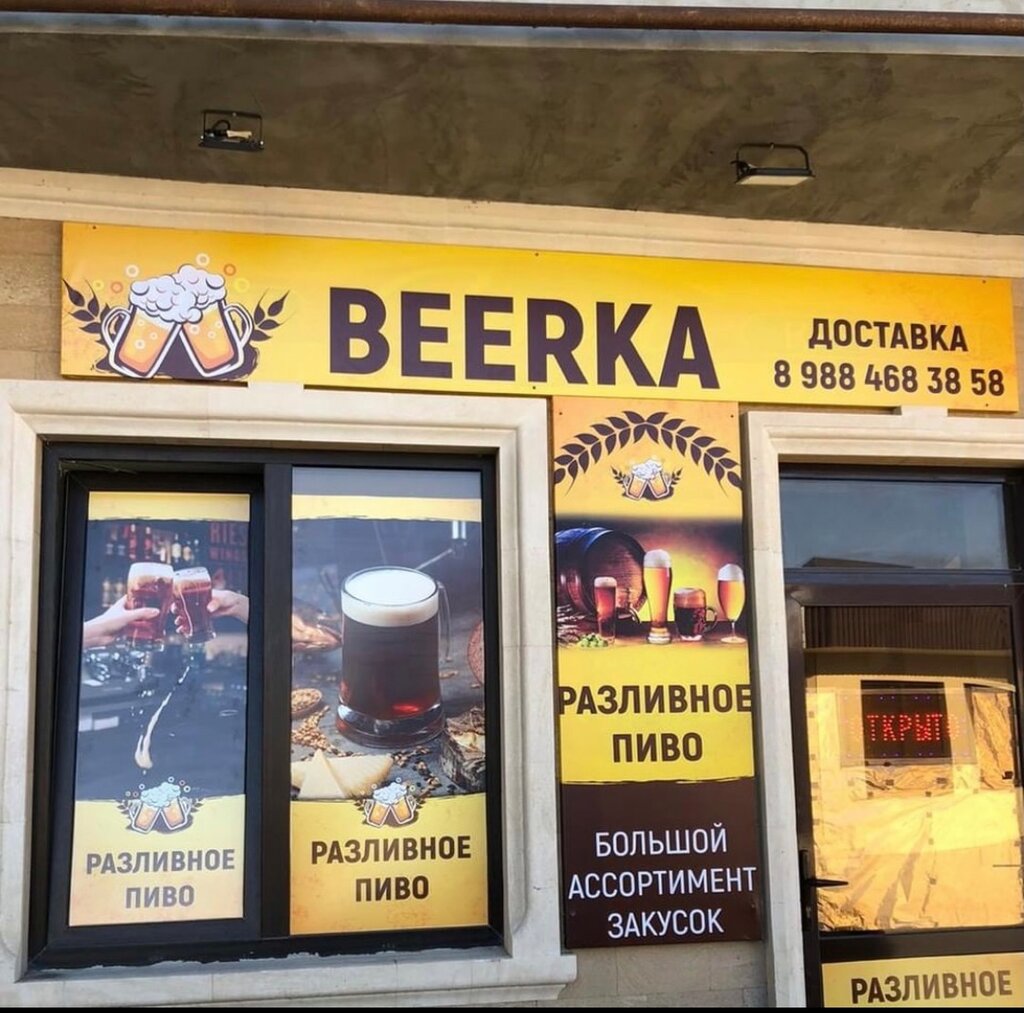 BEERKA
ДОСТАВКА
8 988 468 38 58
РАЗЛИВНОЕ
ПИВО
РАЗЛИВНОЕ
ПИВО
РАЗЛИВНОЕ
ПИВО
БОЛЬШОЙ
АССОРТИМЕНТ
ЗАКУСОК
ТКРЫТО
РАЗЛИВНОЕ